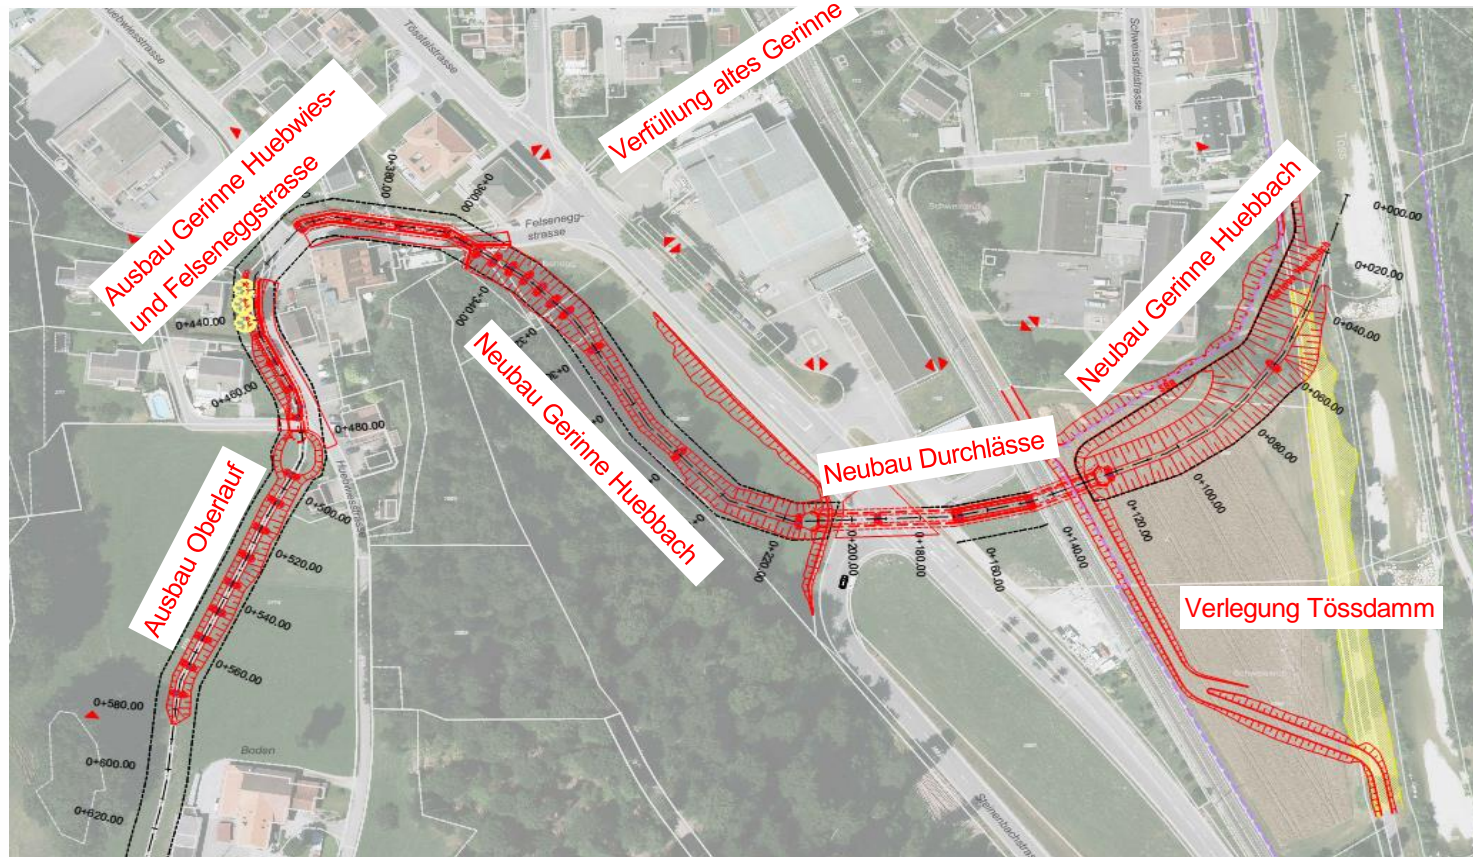 Tösstalstrasse
Verfüllung altes Gerinne
Schweissrütistrasse
Ausbau Gerinne Huebwies-
und Felseneggstrasse
0+380.00
0+360.00
Felsenegg-
strasse
Neubau Gerinne Huebbach
0+000.00
0+020.00
0+040.00
0+060.00
0+080.00
0+100.00
0+120.00
0+140.00
0+160.00
0+180.00
0+200.00
0+220.00
Neubau Durchlässe
Verlegung Tössdamm
0+340.00
Neubau Gerinne Huebbach
0+440.00
0+460.00
0+480.00
Huebwiesstrasse
Ausbau Oberlauf
0+500.00
0+520.00
0+540.00
0+560.00
0+580.00
0+600.00
0+620.00
Boden